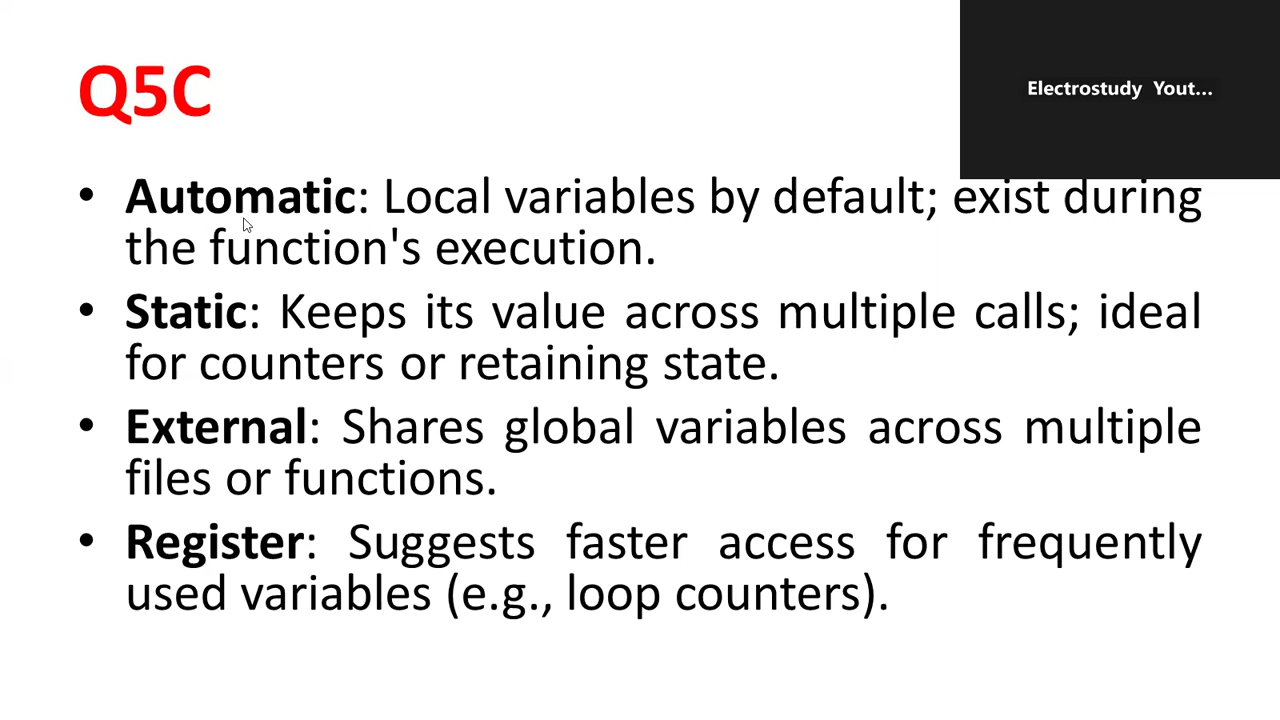 Q5C
Electrostudy Yout...
• Automatic: Local variables by default; exist during
the function's execution.
• Static: Keeps its value across multiple calls; ideal
for counters or retaining state.
• External: Shares global variables across multiple
files or functions.
• Register: Suggests faster access for frequently
used variables (e.g., loop counters).